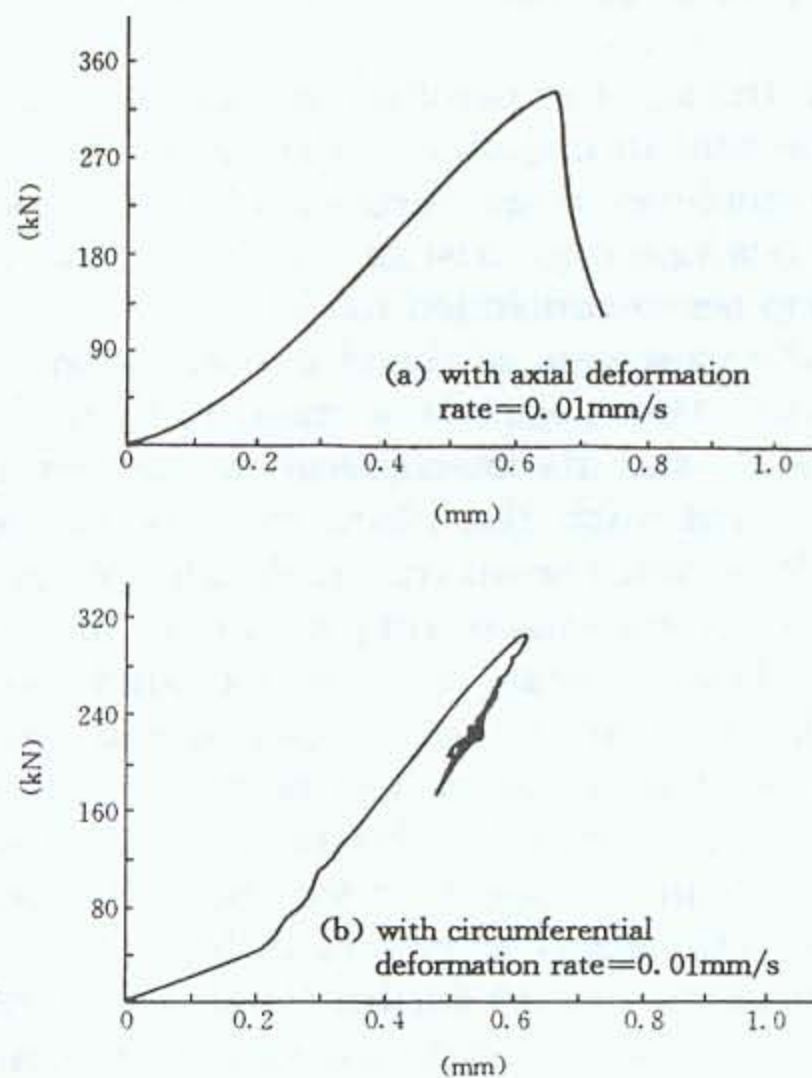 360
270
(kN)
180
90
(a) with axial deformation
rate=0.01mm/s
0 0.2 0.4 0.6 0.8 1.0
(mm)
320
240
(kN)
160
80
(b) with circumferential
deformation rate=0.01mm/s
0 0.2 0.4 0.6 0.8 1.0
(mm)